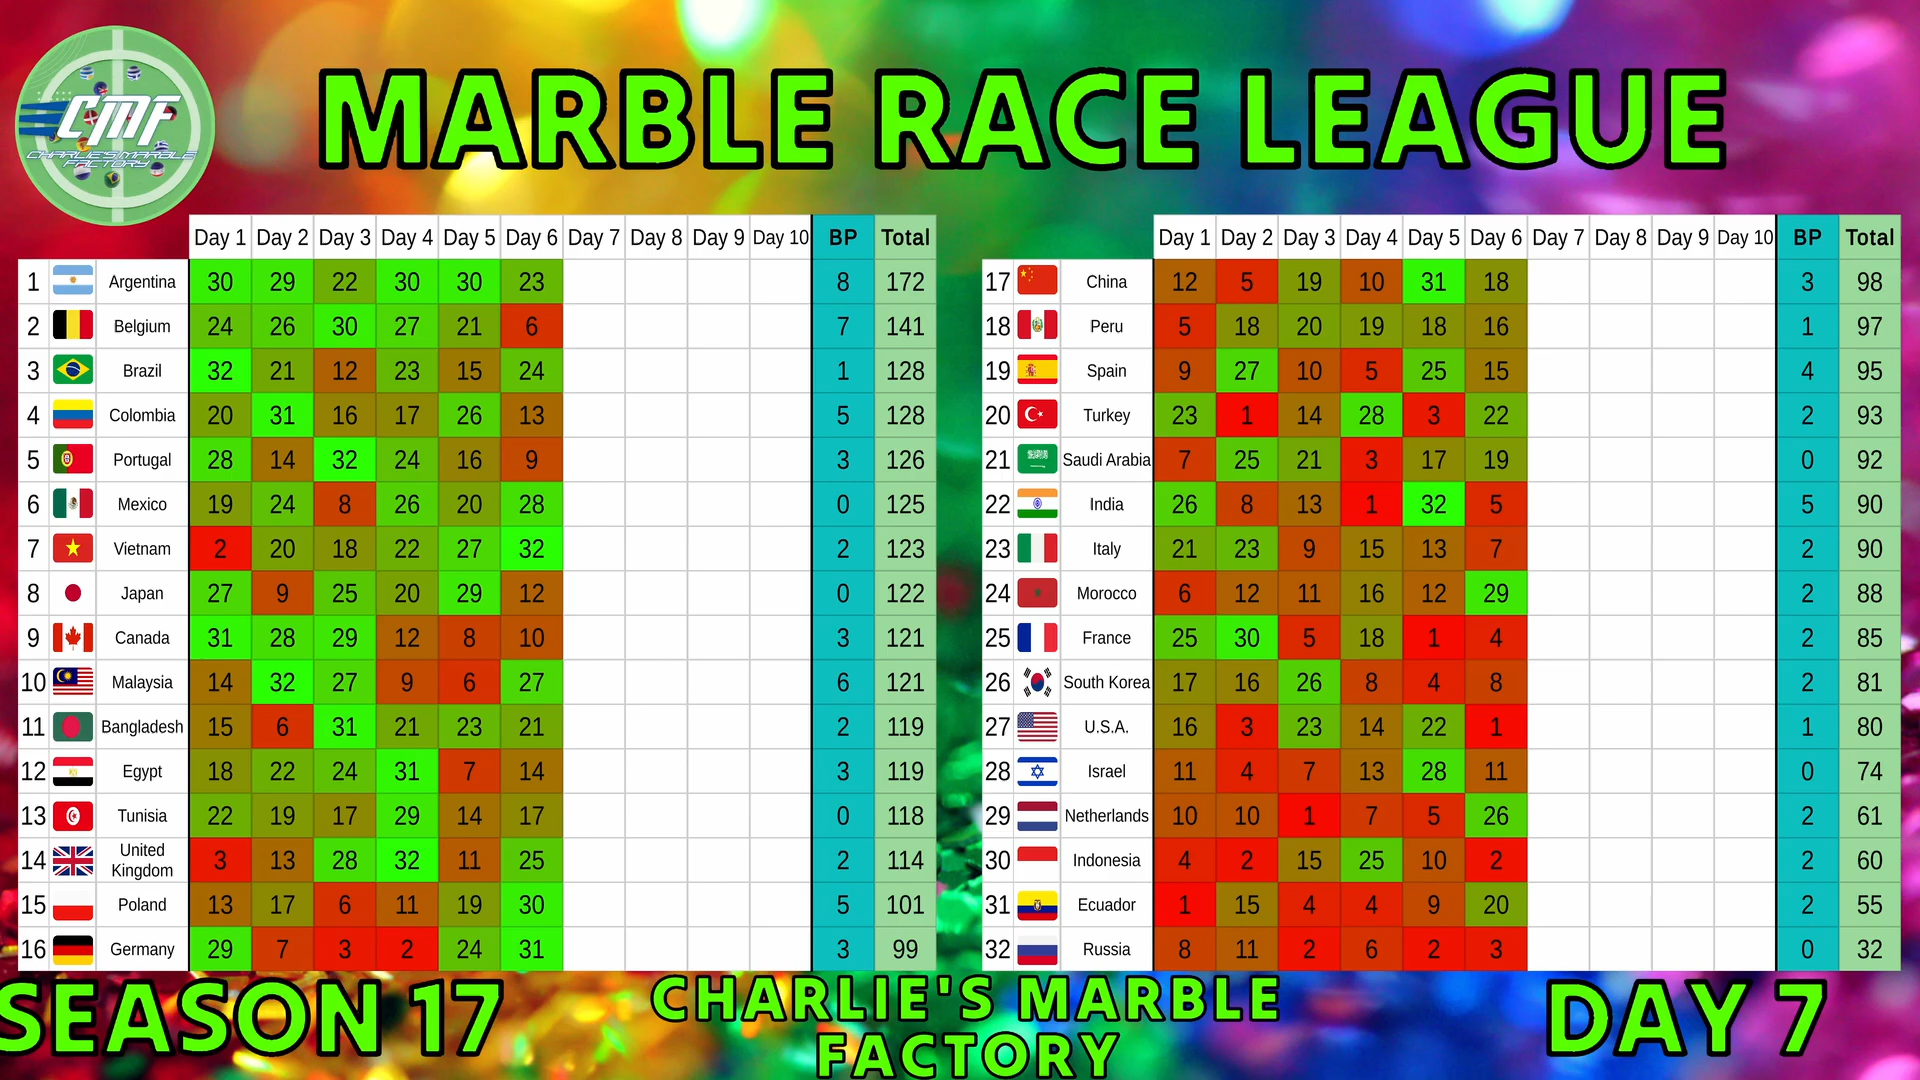 CMF
CHARLIE'S MARBLE
FACTORY
MARBLE RACE LEAGUE
Day 1 Day 2 Day 3 Day 4 Day 5 Day 6 Day 7 Day 8 Day 9 Day 10 BP Total
1 Argentina 30 29 22 30 30 23 8 172
2 Belgium 24 26 30 27 21 6 7 141
3 Brazil 32 21 12 23 15 24 1 128
4 Colombia 20 31 16 17 26 13 5 128
5 Portugal 28 14 32 24 16 9 3 126
6 Mexico 19 24 8 26 20 28 0 125
7 Vietnam 2 20 18 22 27 32 2 123
8 Japan 27 9 25 20 29 12 0 122
9 Canada 31 28 29 12 8 10 3 121
10 Malaysia 14 32 27 9 6 27 6 121
11 Bangladesh 15 6 31 21 23 21 2 119
12 Egypt 18 22 24 31 7 14 3 119
13 Tunisia 22 19 17 29 14 17 0 118
14 United Kingdom 3 13 28 32 11 25 2 114
15 Poland 13 17 6 11 19 30 5 101
16 Germany 29 7 3 2 24 31 3 99
Day 1 Day 2 Day 3 Day 4 Day 5 Day 6 Day 7 Day 8 Day 9 Day 10 BP Total
17 China 12 5 19 10 31 18 3 98
18 Peru 5 18 20 19 18 16 1 97
19 Spain 9 27 10 5 25 15 4 95
20 Turkey 23 1 14 28 3 22 2 93
21 Saudi Arabia 7 25 21 3 17 19 0 92
22 India 26 8 13 1 32 5 5 90
23 Italy 21 23 9 15 13 7 2 90
24 Morocco 6 12 11 16 12 29 2 88
25 France 25 30 5 18 1 4 2 85
26 South Korea 17 16 26 8 4 8 2 81
27 U.S.A. 16 3 23 14 22 1 1 80
28 Israel 11 4 7 13 28 11 0 74
29 Netherlands 10 10 1 7 5 26 2 61
30 Indonesia 4 2 15 25 10 2 2 60
31 Ecuador 1 15 4 4 9 20 2 55
32 Russia 8 11 2 6 2 3 0 32
SEASON 17
CHARLIE'S MARBLE
FACTORY
DAY 7